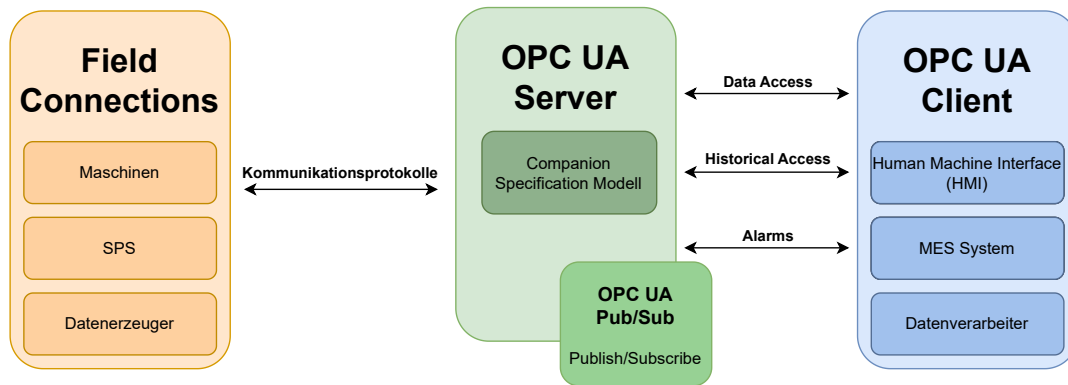 Field
Connections
Maschinen
SPS
Datenerzeuger
Kommunikationsprotokolle
OPC UA
Server
Companion
Specification Modell
OPC UA
Pub/Sub
Publish/Subscribe
Data Access
Historical Access
Alarms
OPC UA
Client
Human Machine Interface
(HMI)
MES System
Datenverarbeiter